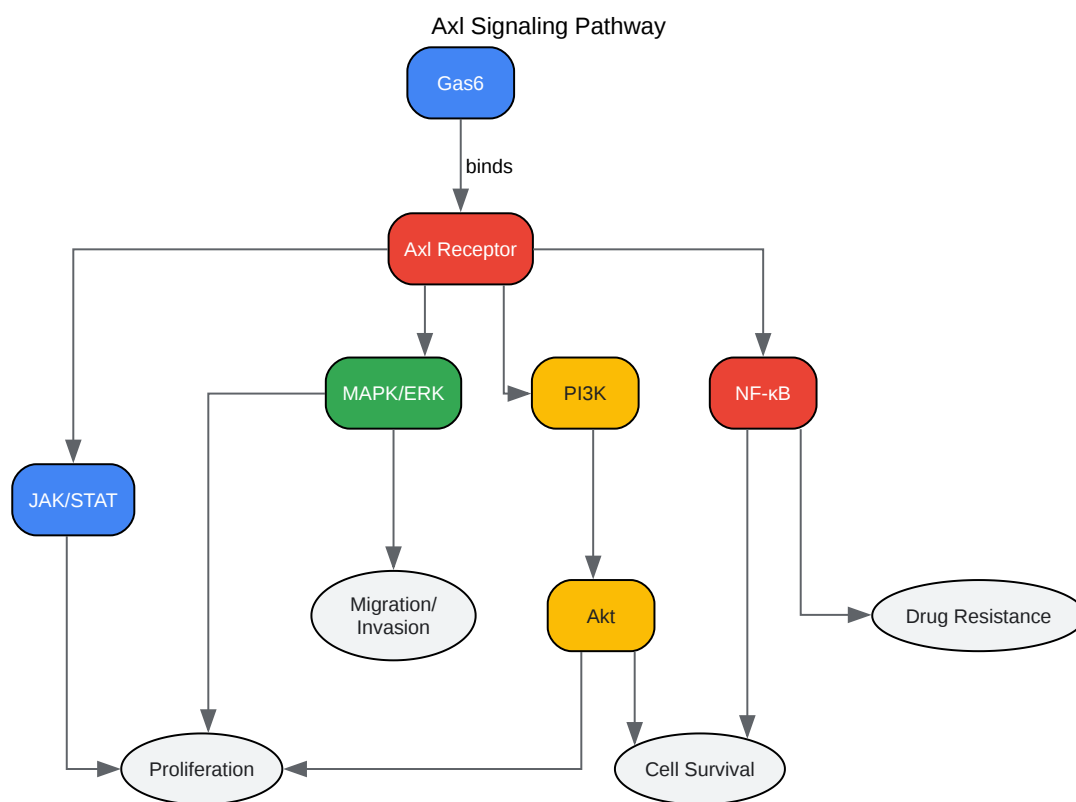 Axl Signaling Pathway
Gas6
binds
Axl Receptor
MAPK/ERK
PI3K
NF-κB
JAK/STAT
Migration/
Invasion
Akt
Drug Resistance
Proliferation
Cell Survival